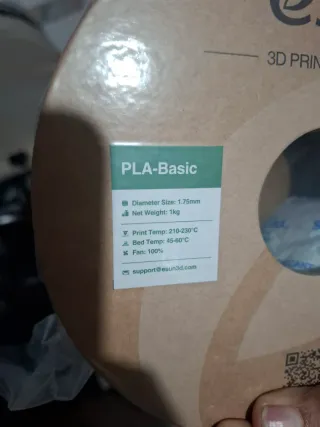 3D PRIN
PLA-Basic
Diameter Size: 1.75mm
Net Weight: 1kg
Print Temp: 210-230°C
Bed Temp: 45-60°C
Fan: 100%
support@esun3d.com